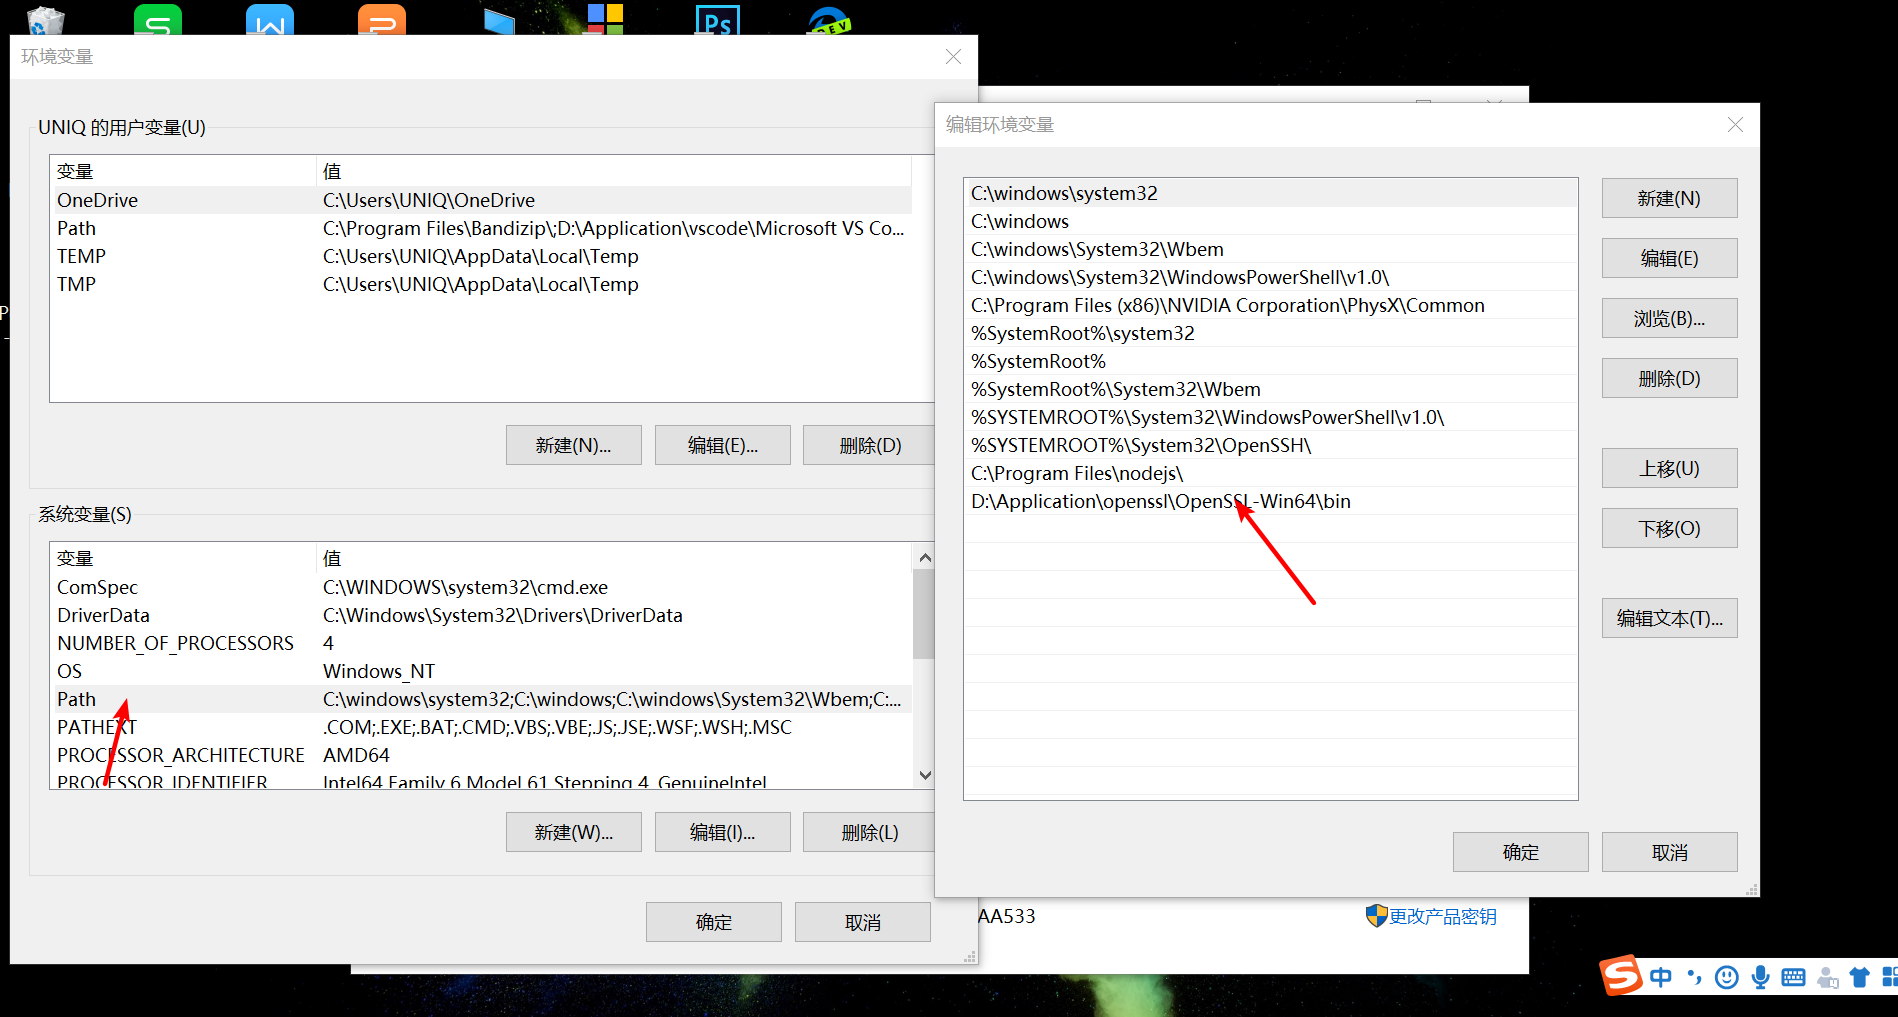 环境变量
UNIQ 的用户变量(U)
变量 值
OneDrive C:\Users\UNIQ\OneDrive
Path C:\Program Files\Bandizip\;D:\Application\vscode\Microsoft VS Co...
TEMP C:\Users\UNIQ\AppData\Local\Temp
TMP C:\Users\UNIQ\AppData\Local\Temp
新建(N)... 编辑(E)... 删除(D)
系统变量(S)
变量 值
ComSpec C:\WINDOWS\system32\cmd.exe
DriverData C:\Windows\System32\Drivers\DriverData
NUMBER_OF_PROCESSORS 4
OS Windows_NT
Path C:\windows\system32;C:\windows;C:\windows\System32\Wbem;C:...
PATHEXT .COM;.EXE;.BAT;.CMD;.VBS;.VBE;.JS;.JSE;.WSF;.WSH;.MSC
PROCESSOR_ARCHITECTURE AMD64
PROCESSOR_IDENTIFIER Intel64 Family 6 Model 61 Stepping 4, GenuineIntel
新建(W)... 编辑(I)... 删除(L)
确定 取消
编辑环境变量
C:\windows\system32
C:\windows
C:\windows\System32\Wbem
C:\windows\System32\WindowsPowerShell\v1.0\
C:\Program Files (x86)\NVIDIA Corporation\PhysX\Common
%SystemRoot%\system32
%SystemRoot%
%SystemRoot%\System32\Wbem
%SYSTEMROOT%\System32\WindowsPowerShell\v1.0\
%SYSTEMROOT%\System32\OpenSSH\
C:\Program Files\nodejs\
D:\Application\openssl\OpenSSL-Win64\bin
新建(N)
编辑(E)
浏览(B)...
删除(D)
上移(U)
下移(O)
编辑文本(T)...
确定 取消
AA533 更改产品密钥
Ps
DEV
P
S 中